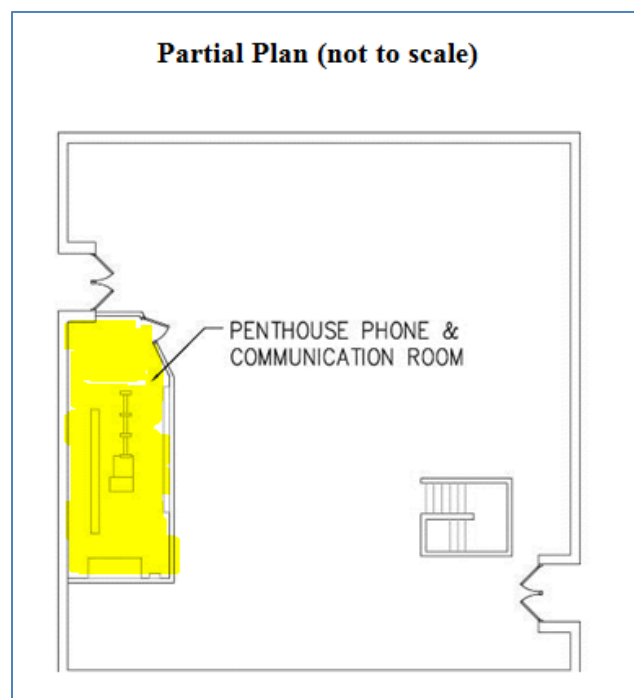 Partial Plan (not to scale)
PENTHOUSE PHONE &
COMMUNICATION ROOM